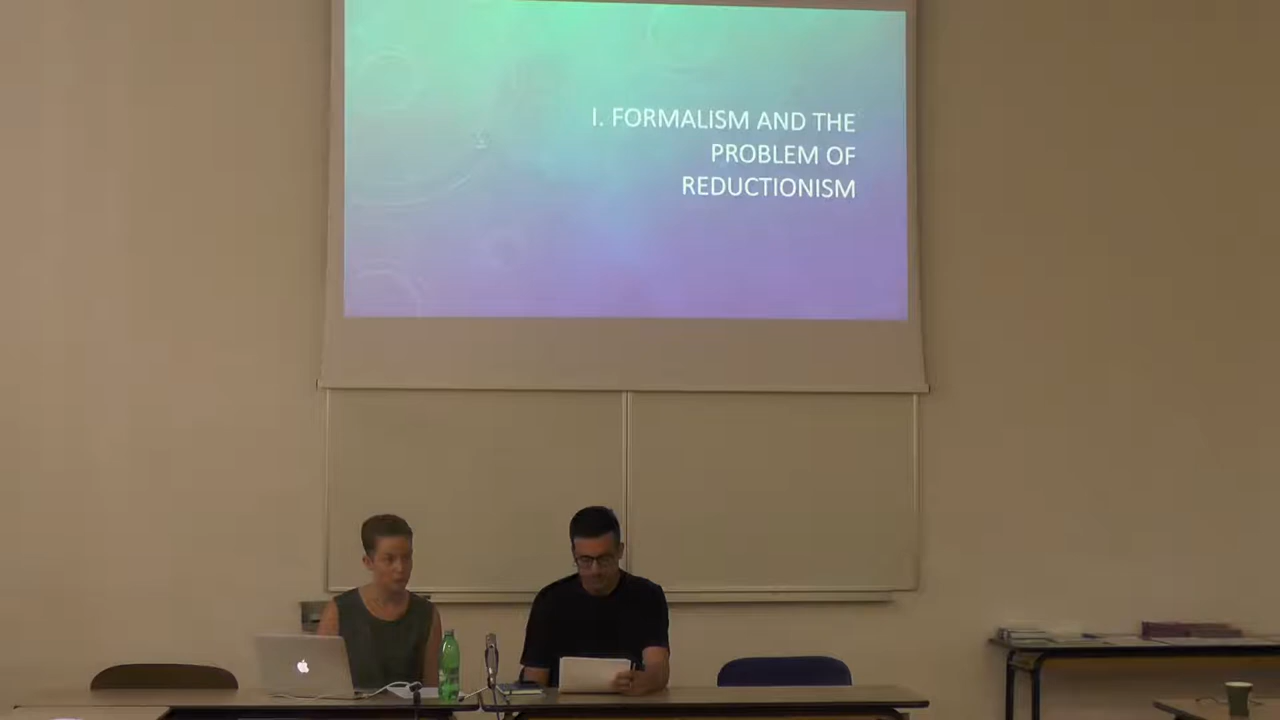 I. FORMALISM AND THE
PROBLEM OF
REDUCTIONISM